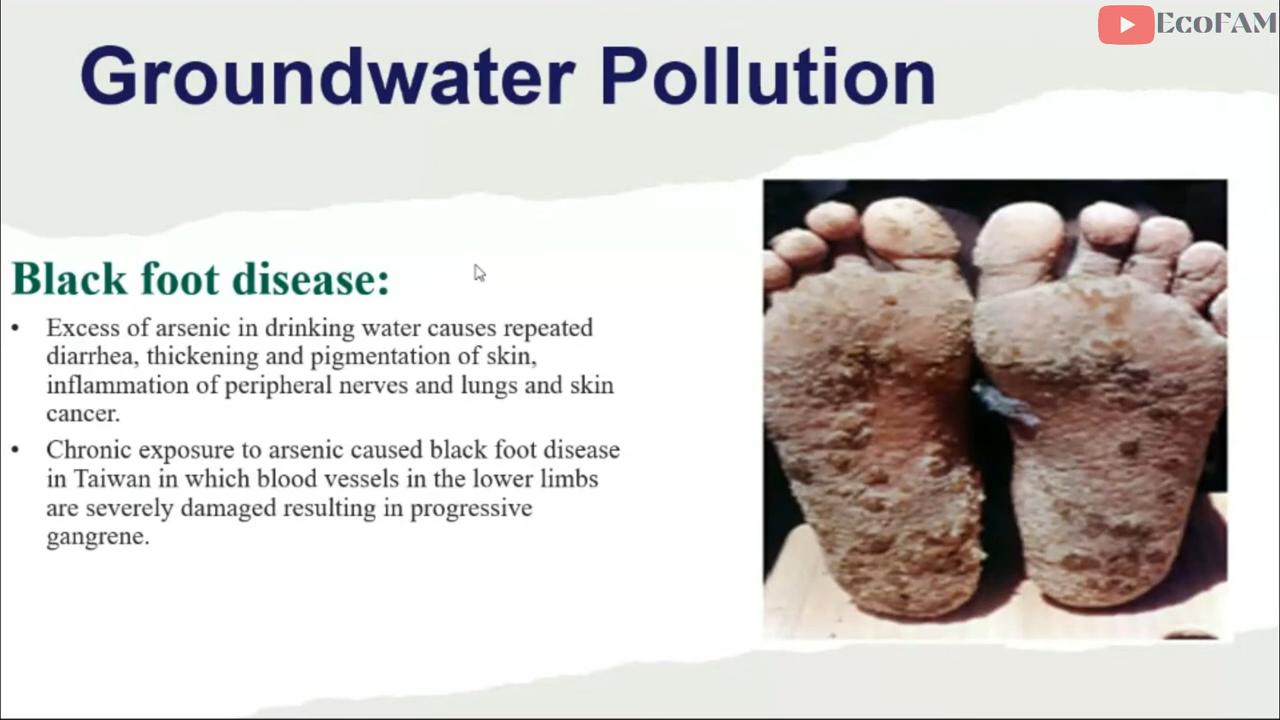 EcoFAM
Groundwater Pollution
Black foot disease:
• Excess of arsenic in drinking water causes repeated
diarrhea, thickening and pigmentation of skin,
inflammation of peripheral nerves and lungs and skin
cancer.
• Chronic exposure to arsenic caused black foot disease
in Taiwan in which blood vessels in the lower limbs
are severely damaged resulting in progressive
gangrene.